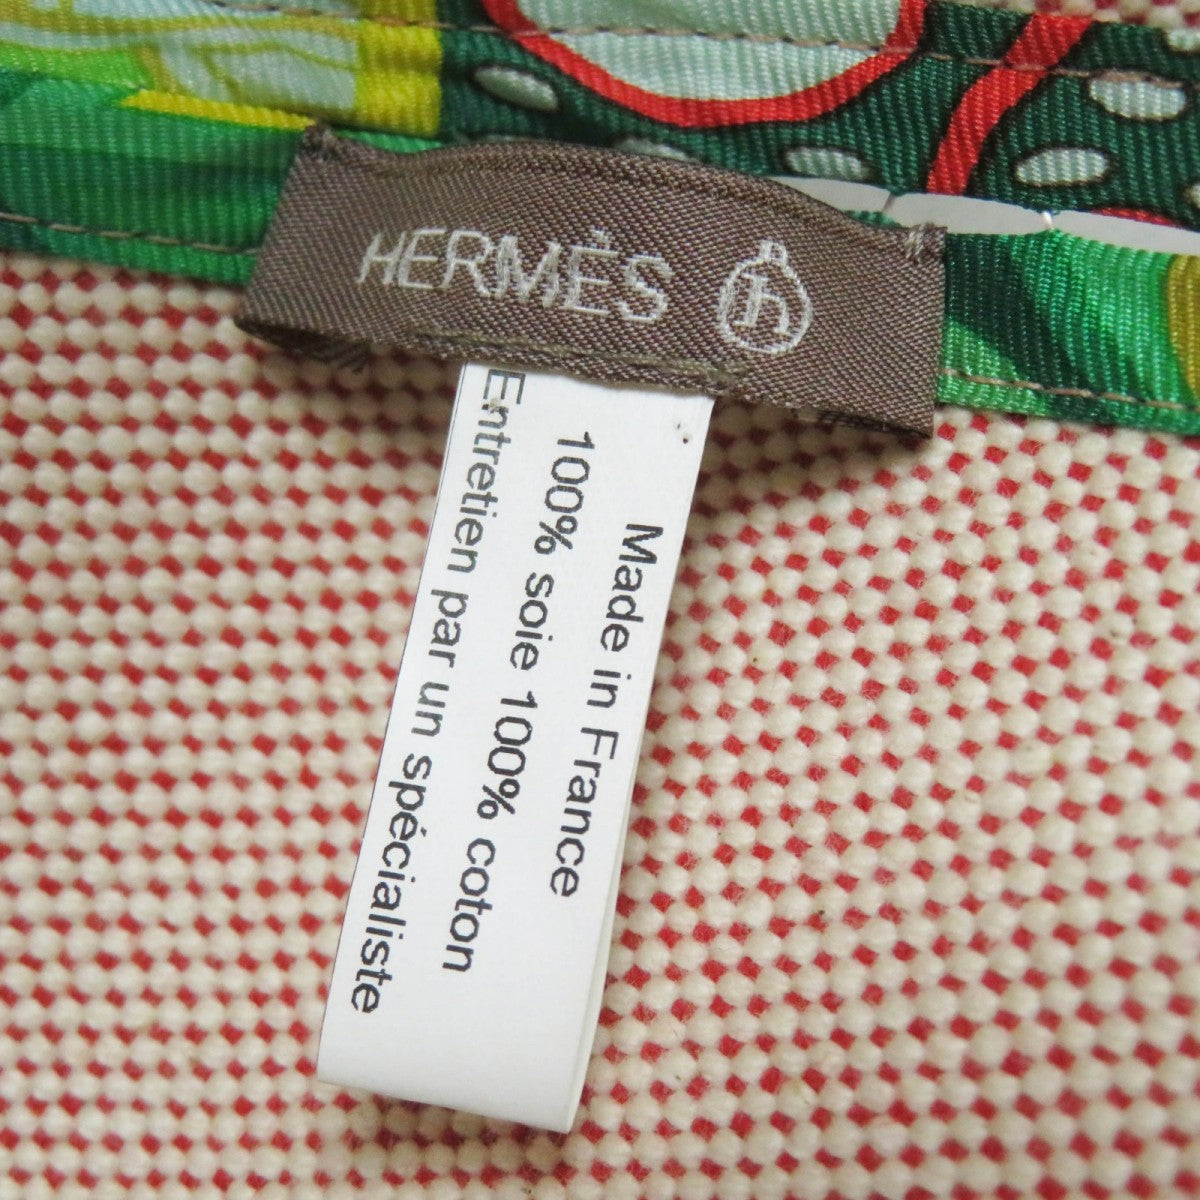 HERMÈS
h
Made in France
100% soie 100% coton
Entretien par un spécialiste